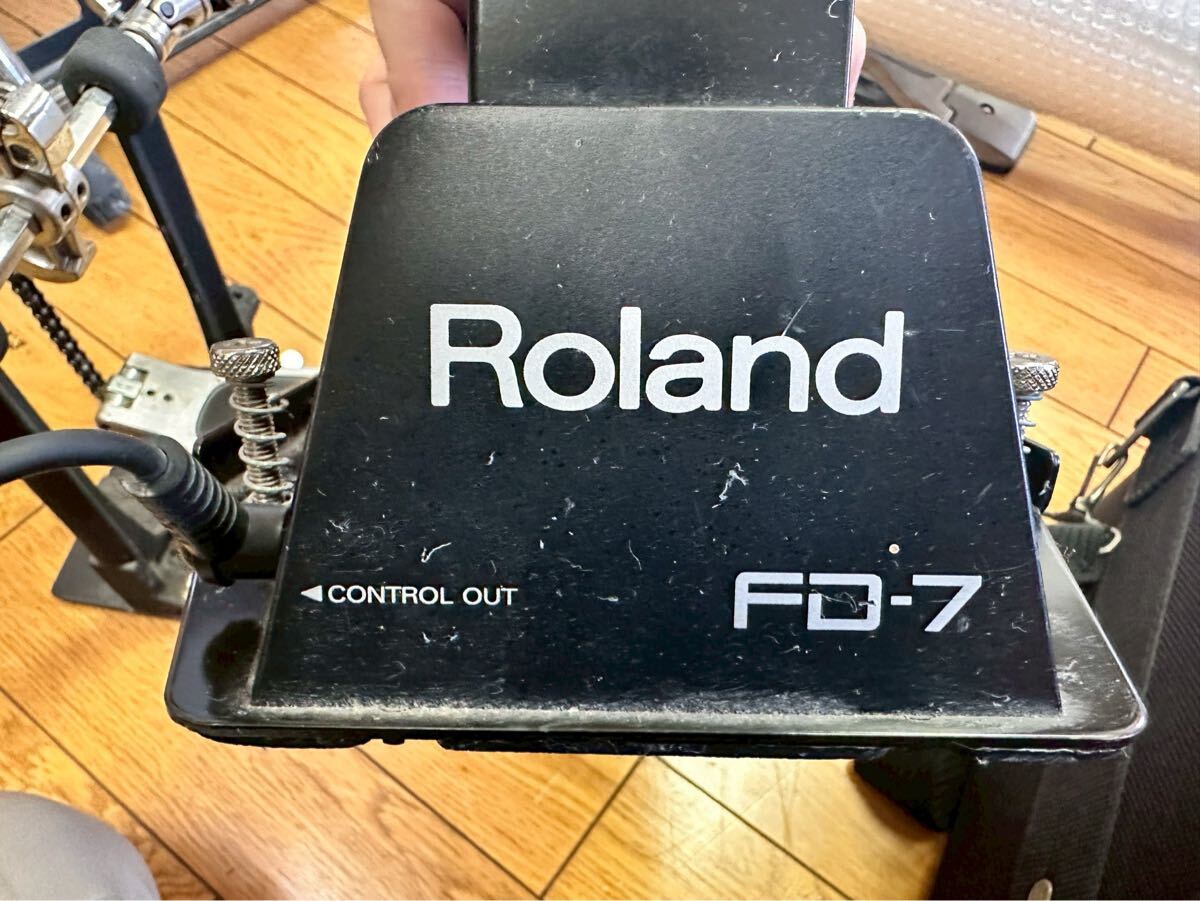 Roland
◀CONTROL OUT
FD-7